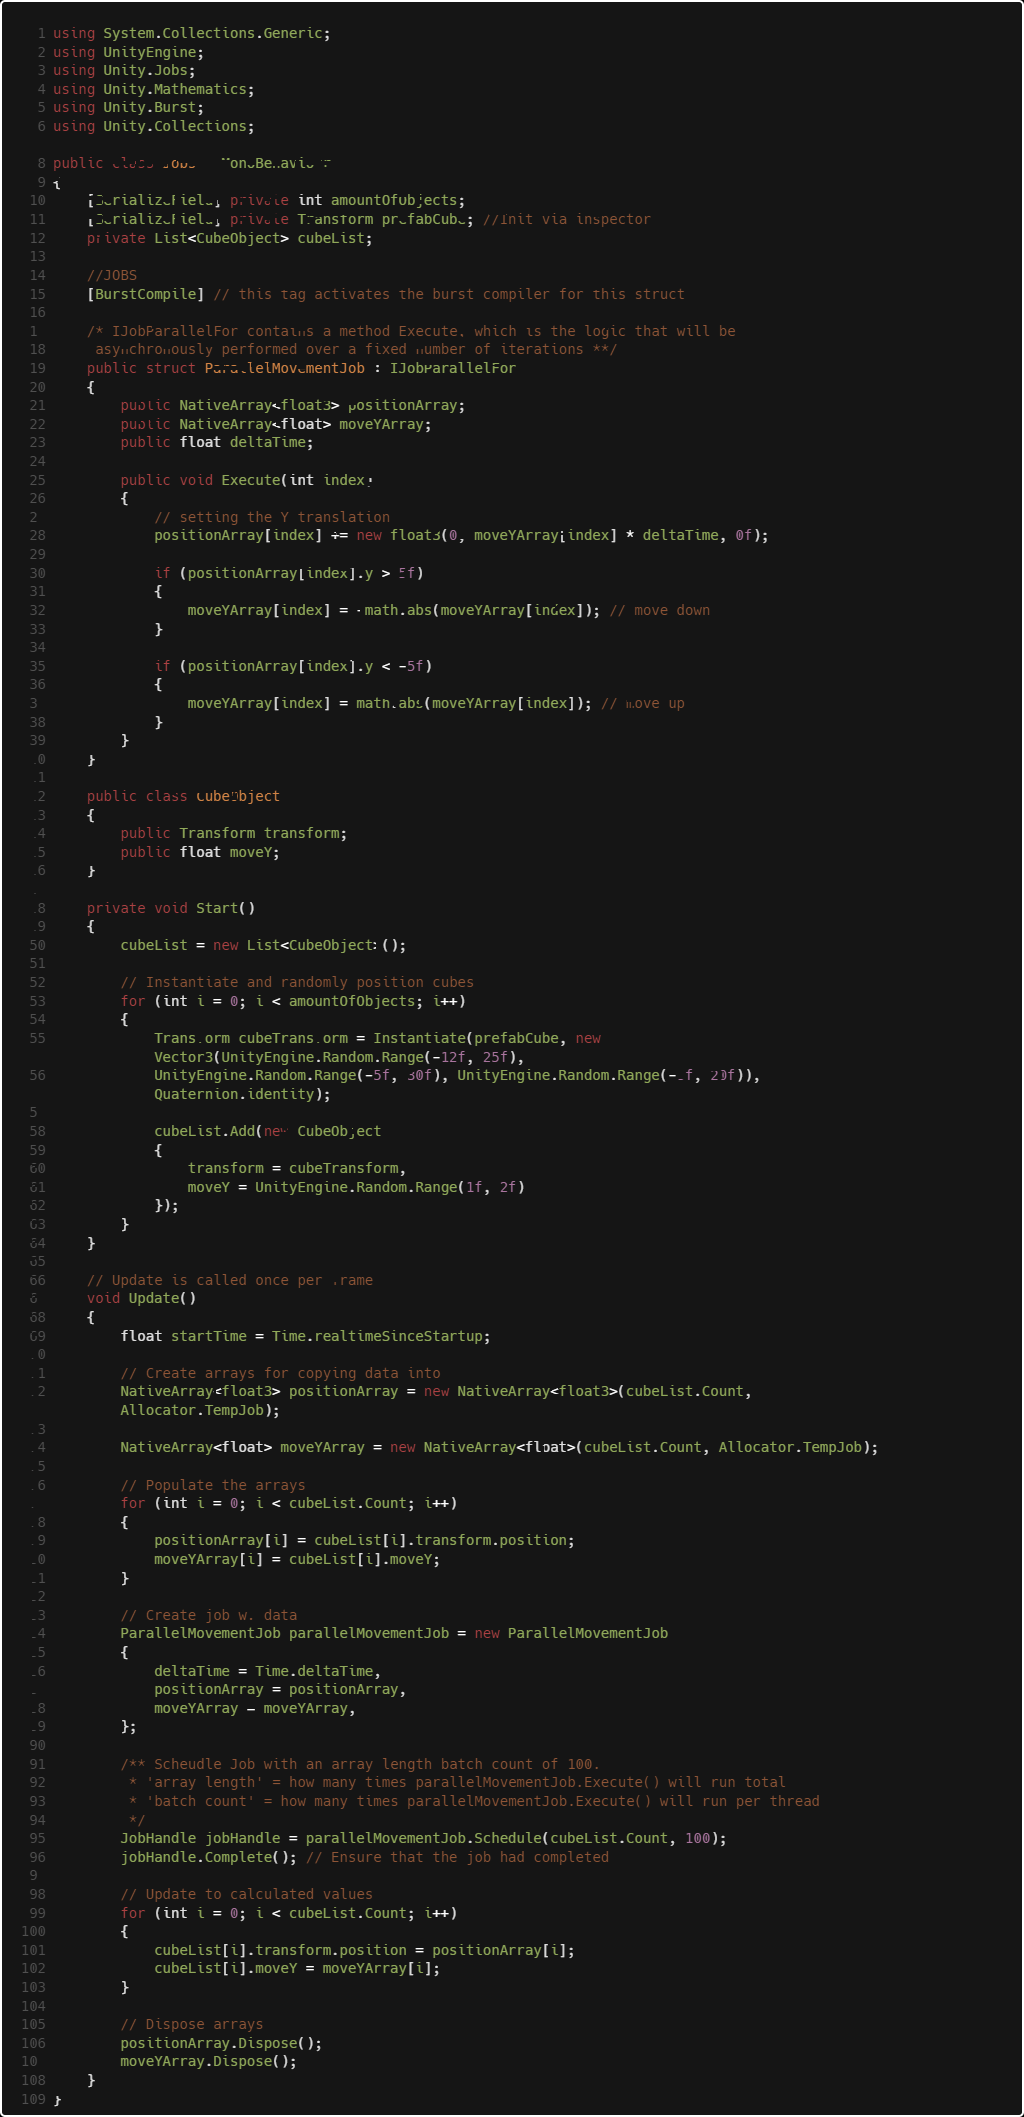 1 using System.Collections.Generic;
2 using UnityEngine;
3 using Unity.Jobs;
4 using Unity.Mathematics;
5 using Unity.Burst;
6 using Unity.Collections;
8 public class Jobs MonoBehavio
9 {
10 [SerializeField] private int amountOfObjects;
11 [SerializeField] private Transform prefabCube; //Init via inspector
12 private List<CubeObject> cubeList;
13
14 //JOBS
15 [BurstCompile] // this tag activates the burst compiler for this struct
16
1 /* IJobParallelFor contains a method Execute, which is the logic that will be
18 asynchronously performed over a fixed number of iterations **/
19 public struct ParallelMovementJob : IJobParallelFor
20 {
21 public NativeArray<float3> positionArray;
22 public NativeArray<float> moveYArray;
23 public float deltaTime;
24
25 public void Execute(int index)
26 {
2 // setting the Y translation
28 positionArray[index] += new float3(0, moveYArray[index] * deltaTime, 0f);
29
30 if (positionArray[index].y > 5f)
31 {
32 moveYArray[index] = -math.abs(moveYArray[index]); // move down
33 }
34
35 if (positionArray[index].y < -5f)
36 {
3 moveYArray[index] = math.abs(moveYArray[index]); // move up
38 }
39 }
0 }
1
2 public class CubeObject
3 {
4 public Transform transform;
5 public float moveY;
6 }
8 private void Start()
9 {
50 cubeList = new List<CubeObject>();
51
52 // Instantiate and randomly position cubes
53 for (int i = 0; i < amountOfObjects; i++)
54 {
55 Trans.orm cubeTrans.orm = Instantiate(prefabCube, new
Vector3(UnityEngine.Random.Range(-12f, 25f),
56 UnityEngine.Random.Range(-5f, 30f), UnityEngine.Random.Range(
Quaternion.identity);
5
58 cubeList.Add(new CubeObject
59 {
60 transform = cubeTransform,
61 moveY = UnityEngine.Random.Range(1f, 2f)
62 });
63 }
64 }
65
66 // Update is called once per .rame
6 void Update()
68 {
69 float startTime = Time.realtimeSinceStartup;
0
1 // Create arrays for copying data into
2 NativeArray<float3> positionArray = new NativeArray<float3>(cubeList.Count,
Allocator.TempJob);
3
4 NativeArray<float> moveYArray = new NativeArray<float>(cubeList.Count, Allocator.TempJob);
5
6 // Populate the arrays
for (int i = 0; i < cubeList.Count; i++)
8 {
9 positionArray[i] = cubeList[i].transform.position;
0 moveYArray[i] = cubeList[i].moveY;
1 }
2
3 // Create job w. data
4 ParallelMovementJob parallelMovementJob = new ParallelMovementJob
5 {
6 deltaTime = Time.deltaTime,
positionArray = positionArray,
8 moveYArray = moveYArray,
9 };
90
91 /** Scheudle Job with an array length batch count of 100.
92 * 'array length' = how many times parallelMovementJob.Execute() will run total
93 * 'batch count' = how many times parallelMovementJob.Execute() will run per thread
94 */
95 JobHandle jobHandle = parallelMovementJob.Schedule(cubeList.Count, 100);
96 jobHandle.Complete(); // Ensure that the job had completed
9
98 // Update to calculated values
99 for (int i = 0; i < cubeList.Count; i++)
100 {
101 cubeList[i].transform.position = positionArray[i];
102 cubeList[i].moveY = moveYArray[i];
103 }
104
105 // Dispose arrays
106 positionArray.Dispose();
10 moveYArray.Dispose();
108 }
109 }